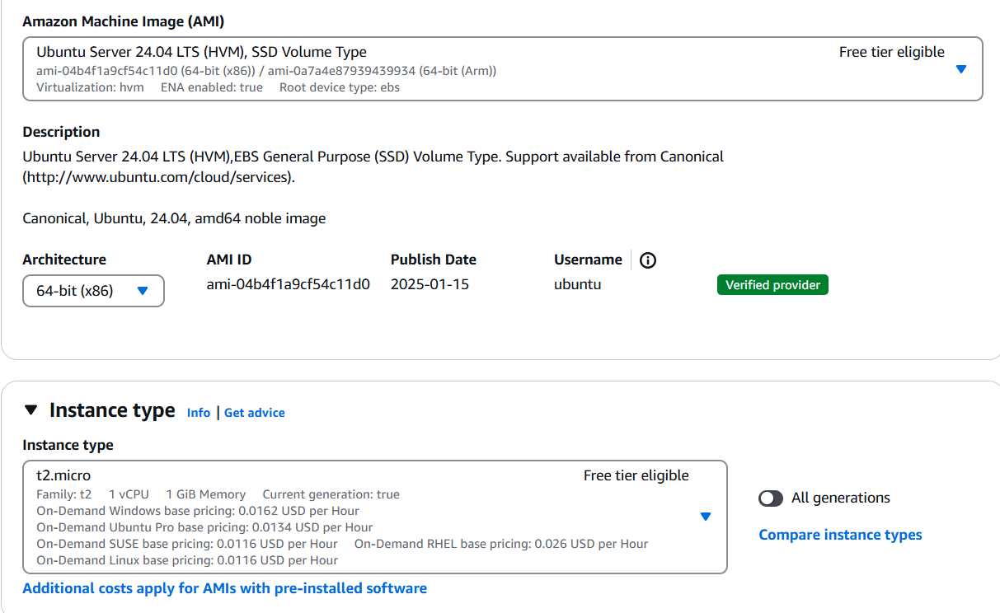 Amazon Machine Image (AMI)
Ubuntu Server 24.04 LTS (HVM), SSD Volume Type
Free tier eligible
ami-04b4f1a9cf54c11d0 (64-bit (x86)) / ami-0a7a4e87939439934 (64-bit (Arm))
Virtualization: hvm ENA enabled: true Root device type: ebs
Description
Ubuntu Server 24.04 LTS (HVM),EBS General Purpose (SSD) Volume Type. Support available from Canonical
(http://www.ubuntu.com/cloud/services).
Canonical, Ubuntu, 24.04, amd64 noble image
Architecture AMI ID Publish Date Username
64-bit (x86) ami-04b4f1a9cf54c11d0 2025-01-15 ubuntu Verified provider
Instance type Info | Get advice
Instance type
t2.micro Free tier eligible
Family: t2 1 vCPU 1 GiB Memory Current generation: true
On-Demand Windows base pricing: 0.0162 USD per Hour
On-Demand Ubuntu Pro base pricing: 0.0134 USD per Hour
On-Demand SUSE base pricing: 0.0116 USD per Hour On-Demand RHEL base pricing: 0.026 USD per Hour
On-Demand Linux base pricing: 0.0116 USD per Hour
All generations
Compare instance types
Additional costs apply for AMIs with pre-installed software